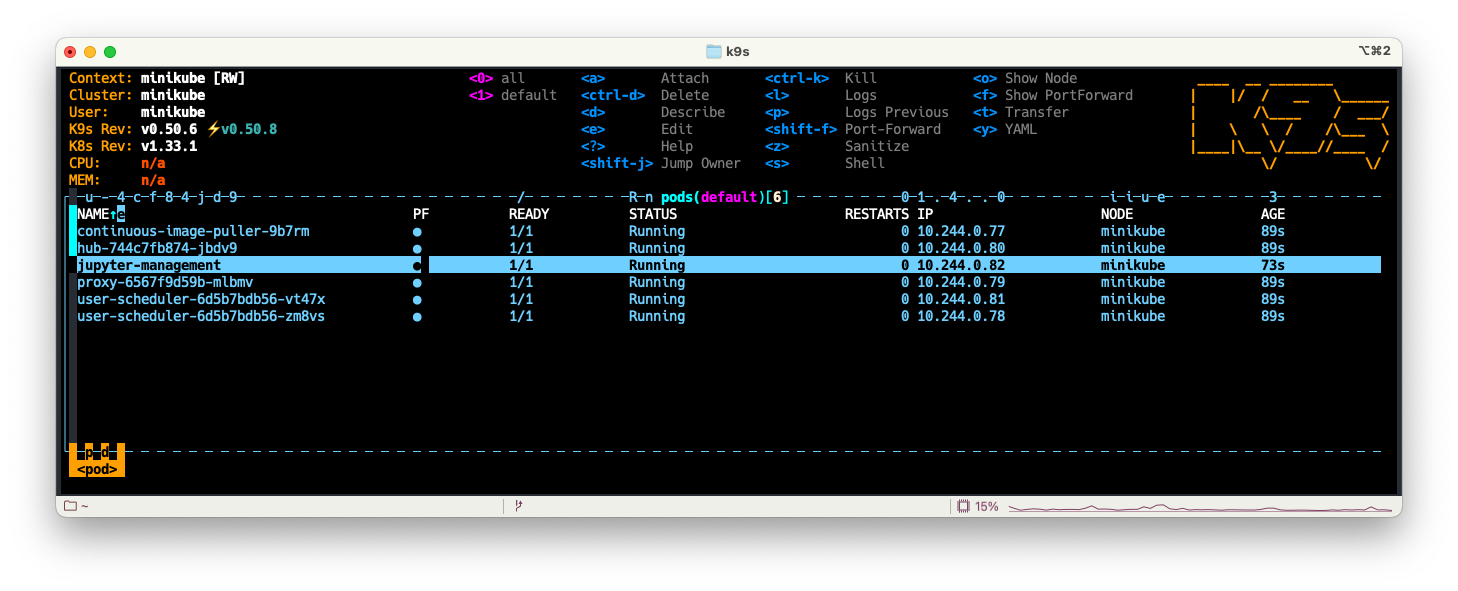 k9s
⌥⌘2
Context: minikube [RW] <0> all <a> Attach <ctrl-k> Kill <o> Show Node
Cluster: minikube <1> default <ctrl-d> Delete <l> Logs <f> Show PortForward
User: minikube <d> Describe <p> Logs Previous <t> Transfer
K9s Rev: v0.50.6 ⚡v0.50.8 <e> Edit <shift-f> Port-Forward <y> YAML
K8s Rev: v1.33.1 <?> Help <z> Sanitize
CPU: n/a <shift-j> Jump Owner <s> Shell
MEM: n/a
u--4-c-f-8-4-j-d-9 / R-n pods(default)[6] 0-1-.-4-.-.-0 i-i-u-e 3
NAME↑e PF READY STATUS RESTARTS IP NODE AGE
continuous-image-puller-9b7rm ● 1/1 Running 0 10.244.0.77 minikube 89s
hub-744c7fb874-jbdv9 ● 1/1 Running 0 10.244.0.80 minikube 89s
jupyter-management ● 1/1 Running 0 10.244.0.82 minikube 73s
proxy-6567f9d59b-mlbmv ● 1/1 Running 0 10.244.0.79 minikube 89s
user-scheduler-6d5b7bdb56-vt47x ● 1/1 Running 0 10.244.0.81 minikube 89s
user-scheduler-6d5b7bdb56-zm8vs ● 1/1 Running 0 10.244.0.78 minikube 89s
p d
<pod>
~ 15%